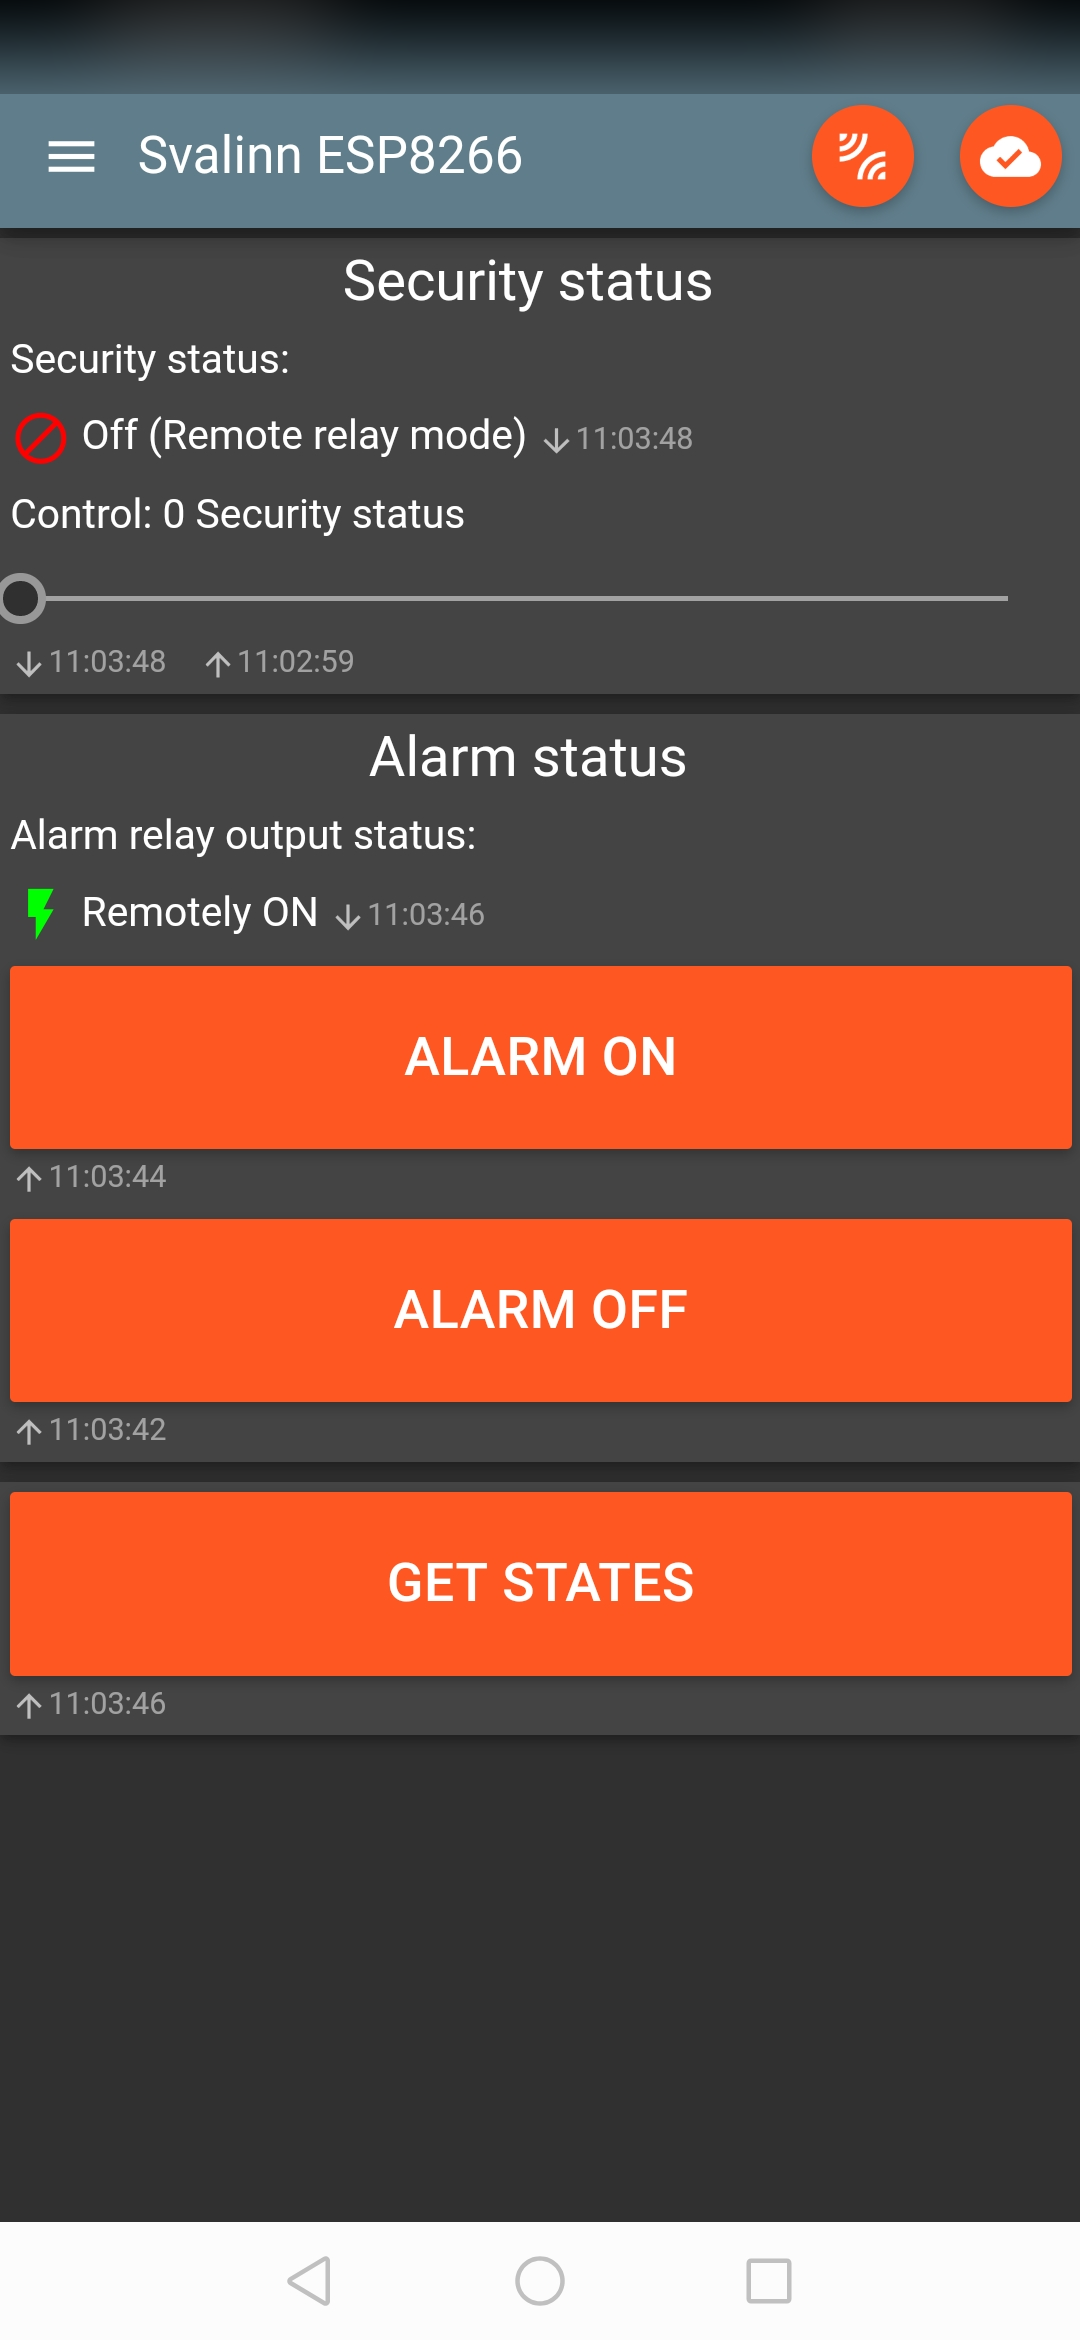 Svalinn ESP8266
Security status
Security status:
Off (Remote relay mode) ↓11:03:48
Control: 0 Security status
↓11:03:48 ↑11:02:59
Alarm status
Alarm relay output status:
Remotely ON ↓11:03:46
ALARM ON
↑11:03:44
ALARM OFF
↑11:03:42
GET STATES
↑11:03:46